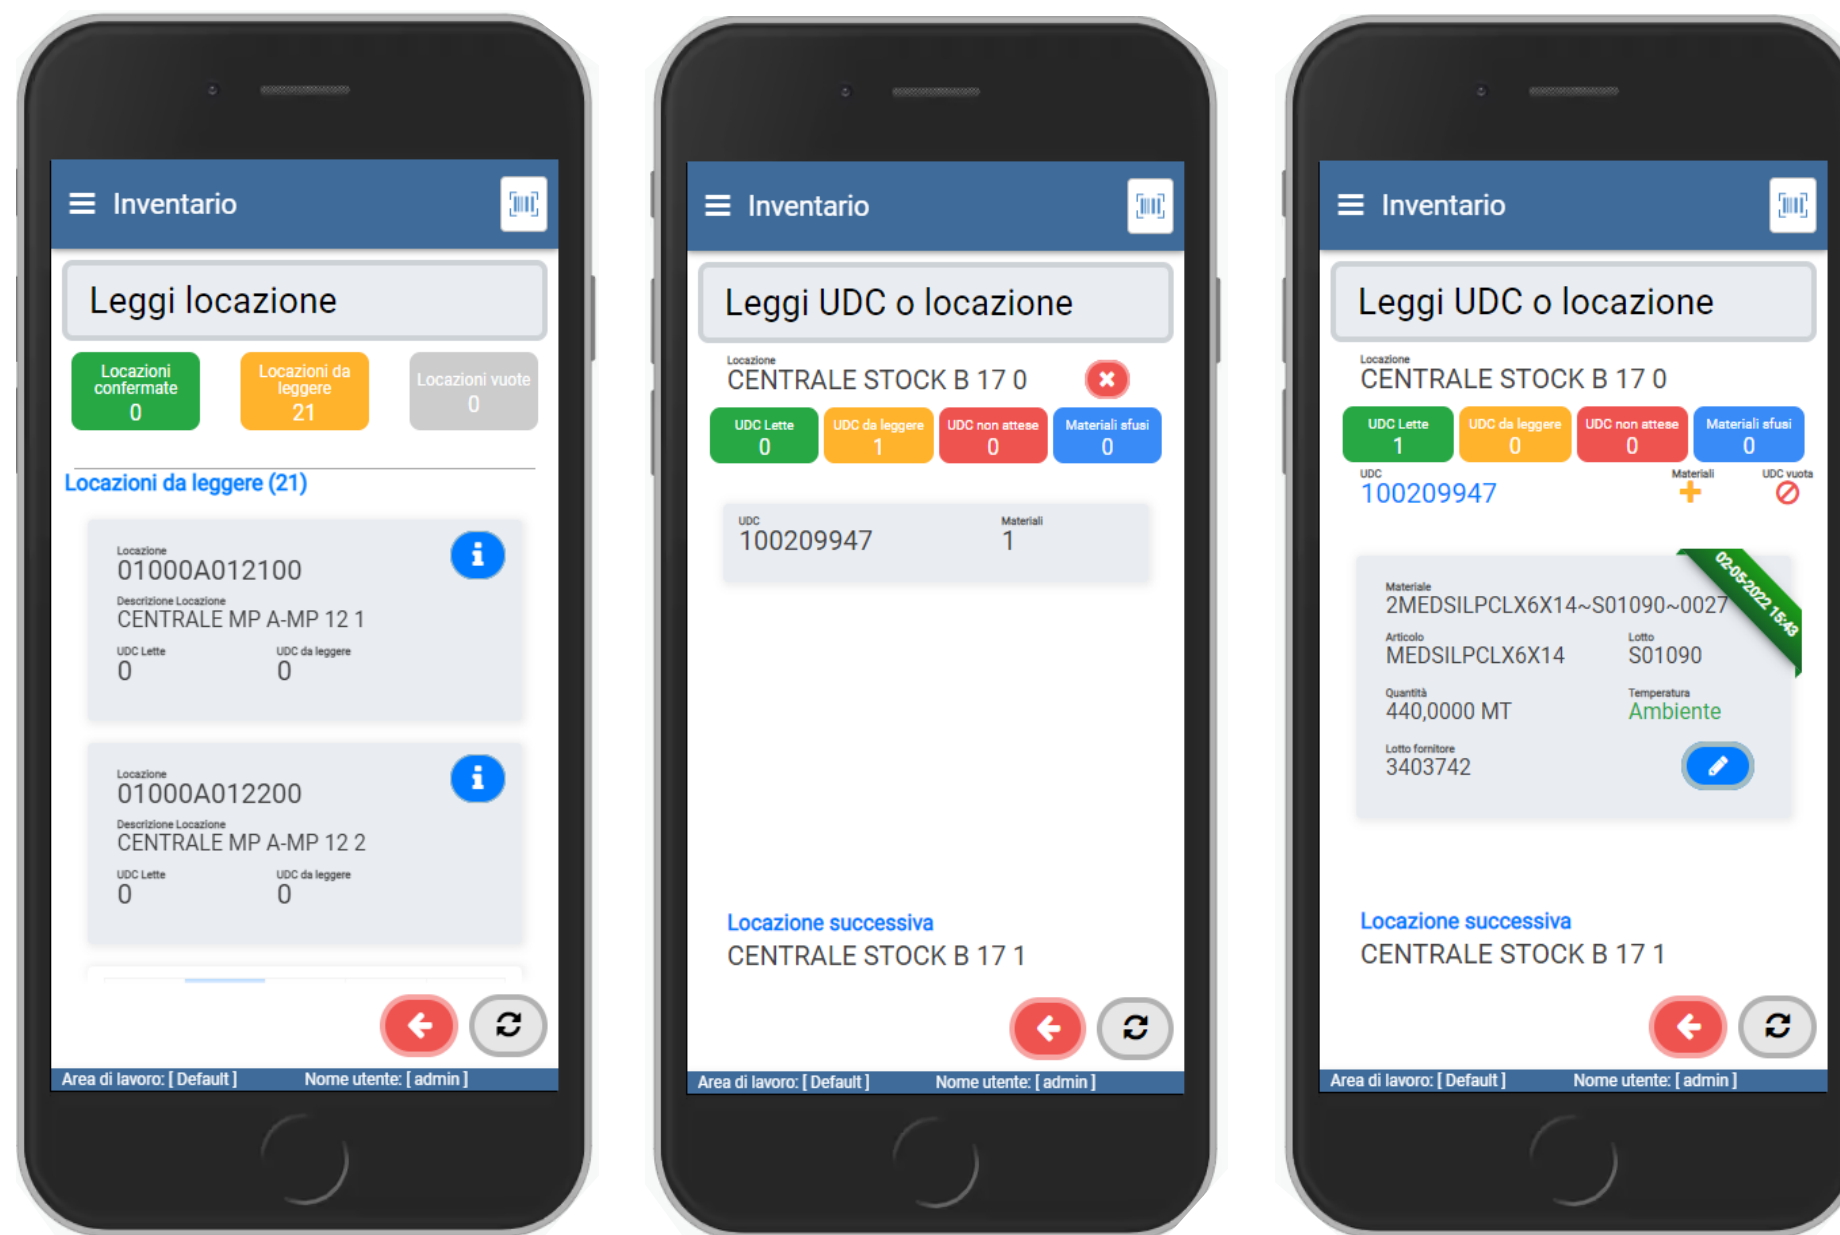 Inventario
Leggi locazione
Locazioni confermate
0
Locazioni da leggere
21
Locazioni vuote
0
Locazioni da leggere (21)
Locazione
01000A012100
Descrizione Locazione
CENTRALE MP A-MP 12 1
UDC Lette UDC da leggere
0 0
Locazione
01000A012200
Descrizione Locazione
CENTRALE MP A-MP 12 2
UDC Lette UDC da leggere
0 0
Area di lavoro: [ Default ] Nome utente: [ admin ]
Inventario
Leggi UDC o locazione
Locazione
CENTRALE STOCK B 17 0
UDC Lette UDC da leggere UDC non attese Materiali sfusi
0 1 0 0
UDC Materiali
100209947 1
Locazione successiva
CENTRALE STOCK B 17 1
Area di lavoro: [ Default ] Nome utente: [ admin ]
Inventario
Leggi UDC o locazione
Locazione
CENTRALE STOCK B 17 0
UDC Lette UDC da leggere UDC non attese Materiali sfusi
1 0 0 0
UDC Materiali UDC vuota
100209947
02-05-2022 15:43
Materiale
2MEDSILPCLX6X14~S01090~0027
Articolo Lotto
MEDSILPCLX6X14 S01090
Quantità Temperatura
440,0000 MT Ambiente
Lotto fornitore
3403742
Locazione successiva
CENTRALE STOCK B 17 1
Area di lavoro: [ Default ] Nome utente: [ admin ]